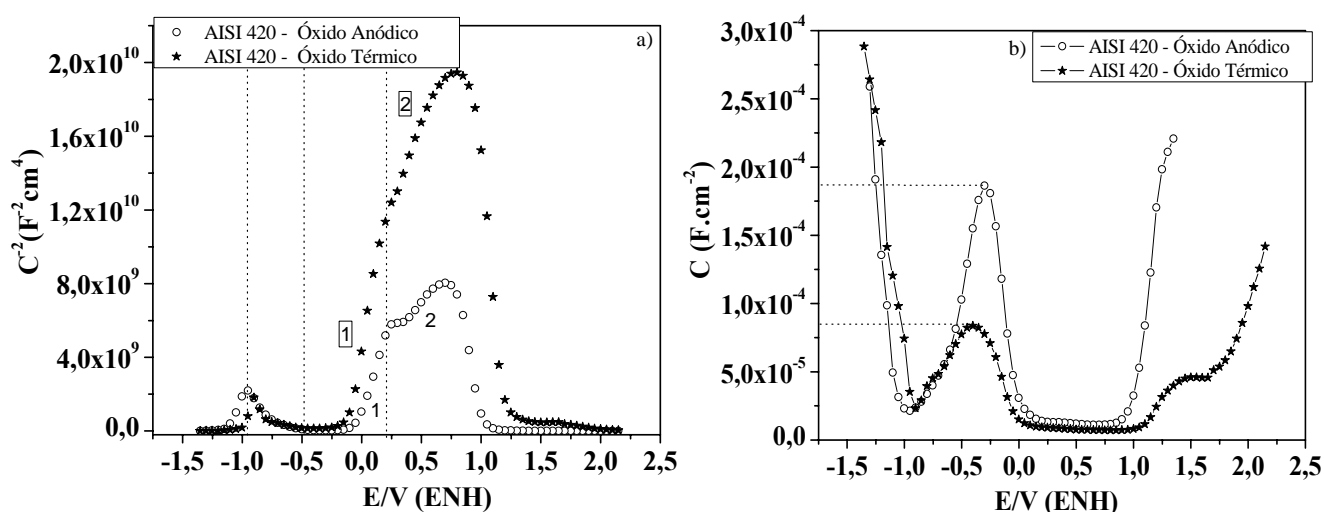 AISI 420 - Óxido Anódico
AISI 420 - Óxido Térmico
a)
2,0x10¹⁰
1,6x10¹⁰
1,2x10¹⁰
8,0x10⁹
4,0x10⁹
0,0
C⁻²(F⁻²cm⁴)
2
1
2
1
-1,5 -1,0 -0,5 0,0 0,5 1,0 1,5 2,0 2,5
E/V (ENH)
b)
AISI 420 - Óxido Anódico
AISI 420 - Óxido Térmico
3,0x10⁻⁴
2,5x10⁻⁴
2,0x10⁻⁴
1,5x10⁻⁴
1,0x10⁻⁴
5,0x10⁻⁵
0,0
C (F.cm⁻²)
-1,5 -1,0 -0,5 0,0 0,5 1,0 1,5 2,0 2,5
E/V (ENH)